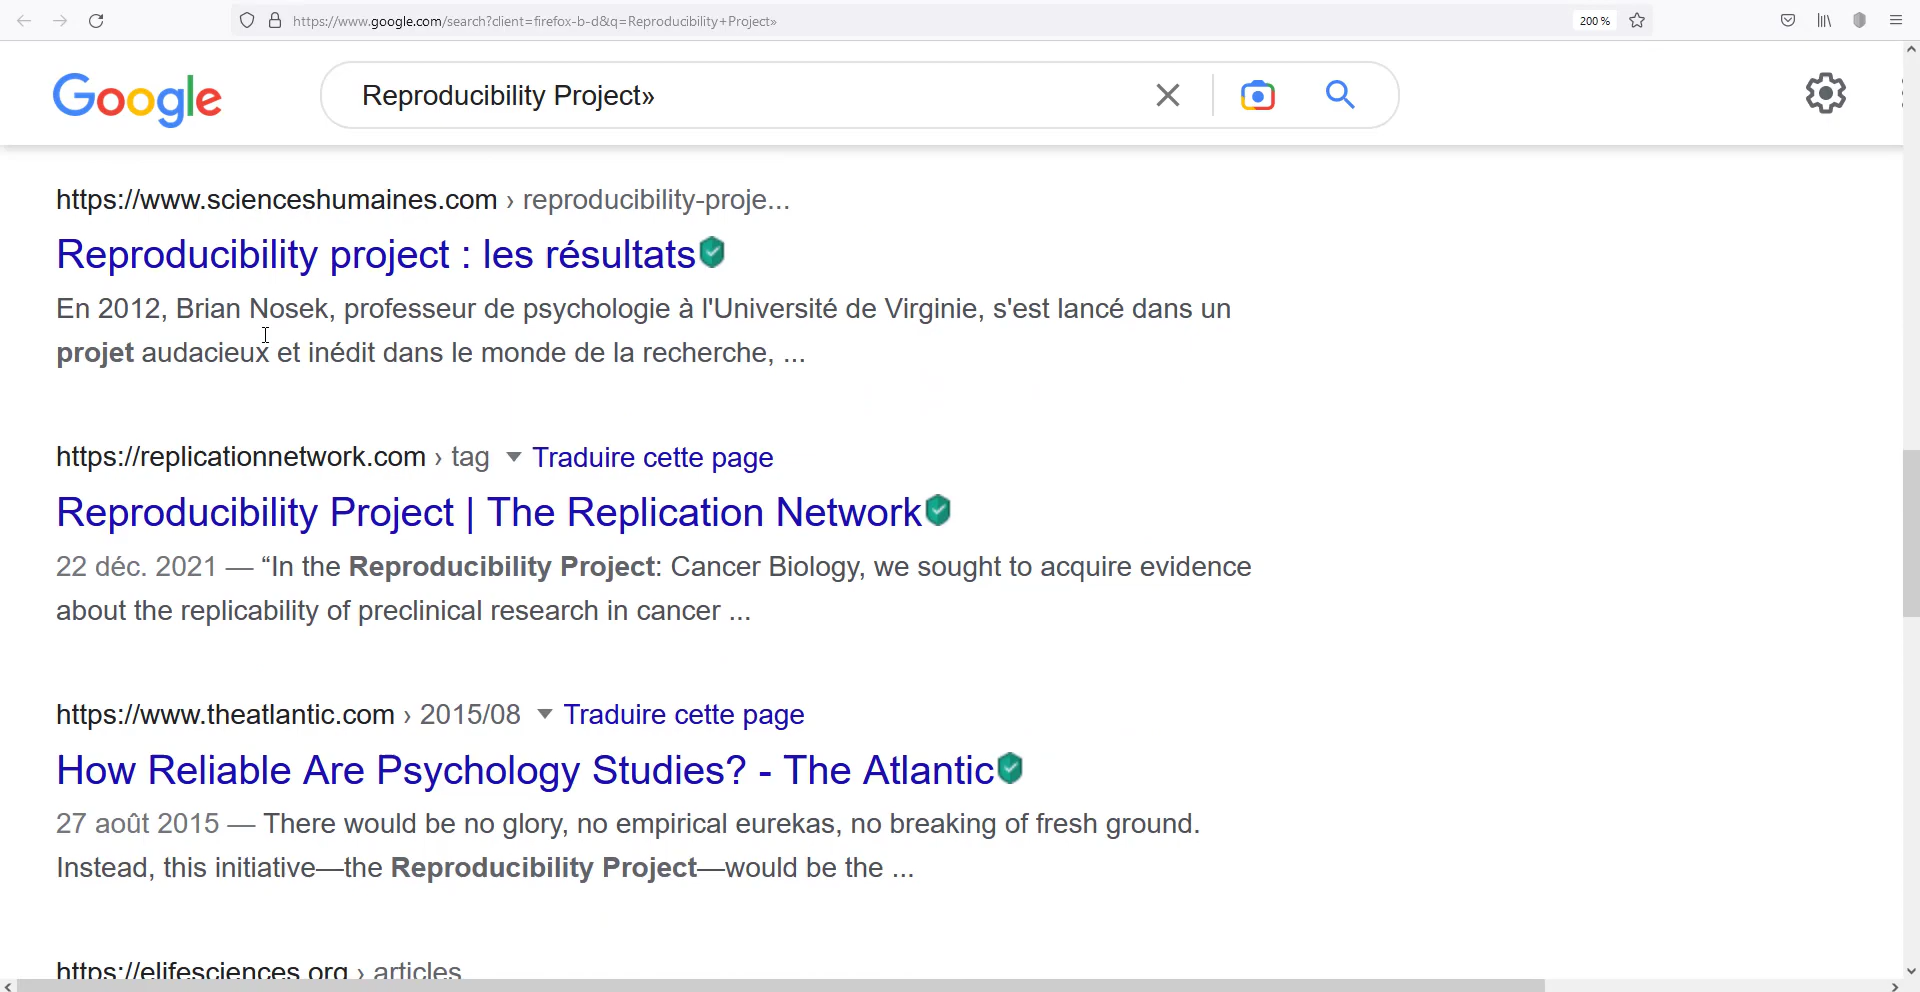 https://www.google.com/search?client=firefox-b-d&q=Reproducibility+Project»
200 %
Google
Reproducibility Project»
https://www.scienceshumaines.com › reproducibility-proje...
Reproducibility project : les résultats
En 2012, Brian Nosek, professeur de psychologie à l'Université de Virginie, s'est lancé dans un
projet audacieux et inédit dans le monde de la recherche, ...
https://replicationnetwork.com › tag Traduire cette page
Reproducibility Project | The Replication Network
22 déc. 2021 — “In the Reproducibility Project: Cancer Biology, we sought to acquire evidence
about the replicability of preclinical research in cancer ...
https://www.theatlantic.com › 2015/08 Traduire cette page
How Reliable Are Psychology Studies? - The Atlantic
27 août 2015 — There would be no glory, no empirical eurekas, no breaking of fresh ground.
Instead, this initiative—the Reproducibility Project—would be the ...
https://elifesciences.org › articles